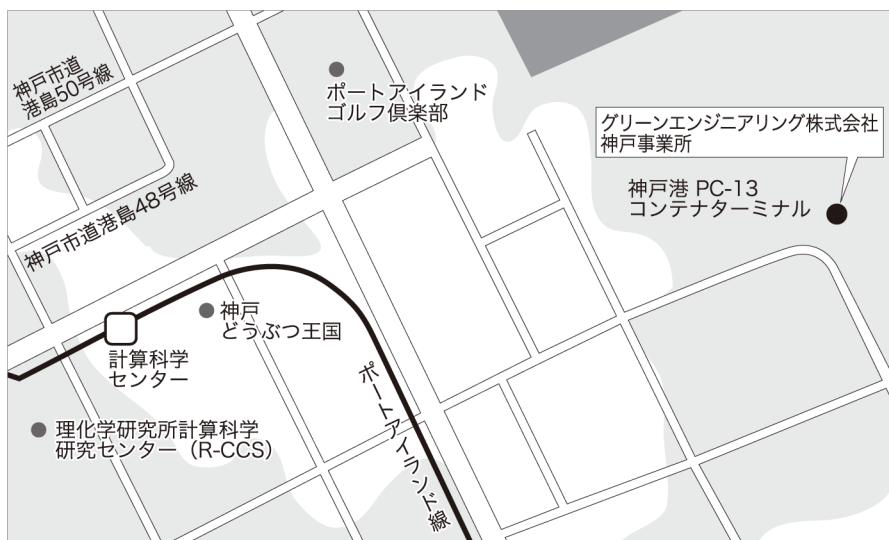 神戸市道
港島50号線
ポートアイランド
ゴルフ倶楽部
グリーンエンジニアリング株式会社
神戸事業所
神戸港 PC-13
コンテナターミナル
神戸市道港島48号線
神戸
どうぶつ王国
計算科学
センター
ポートアイランド線
理化学研究所計算科学
研究センター（R-CCS）